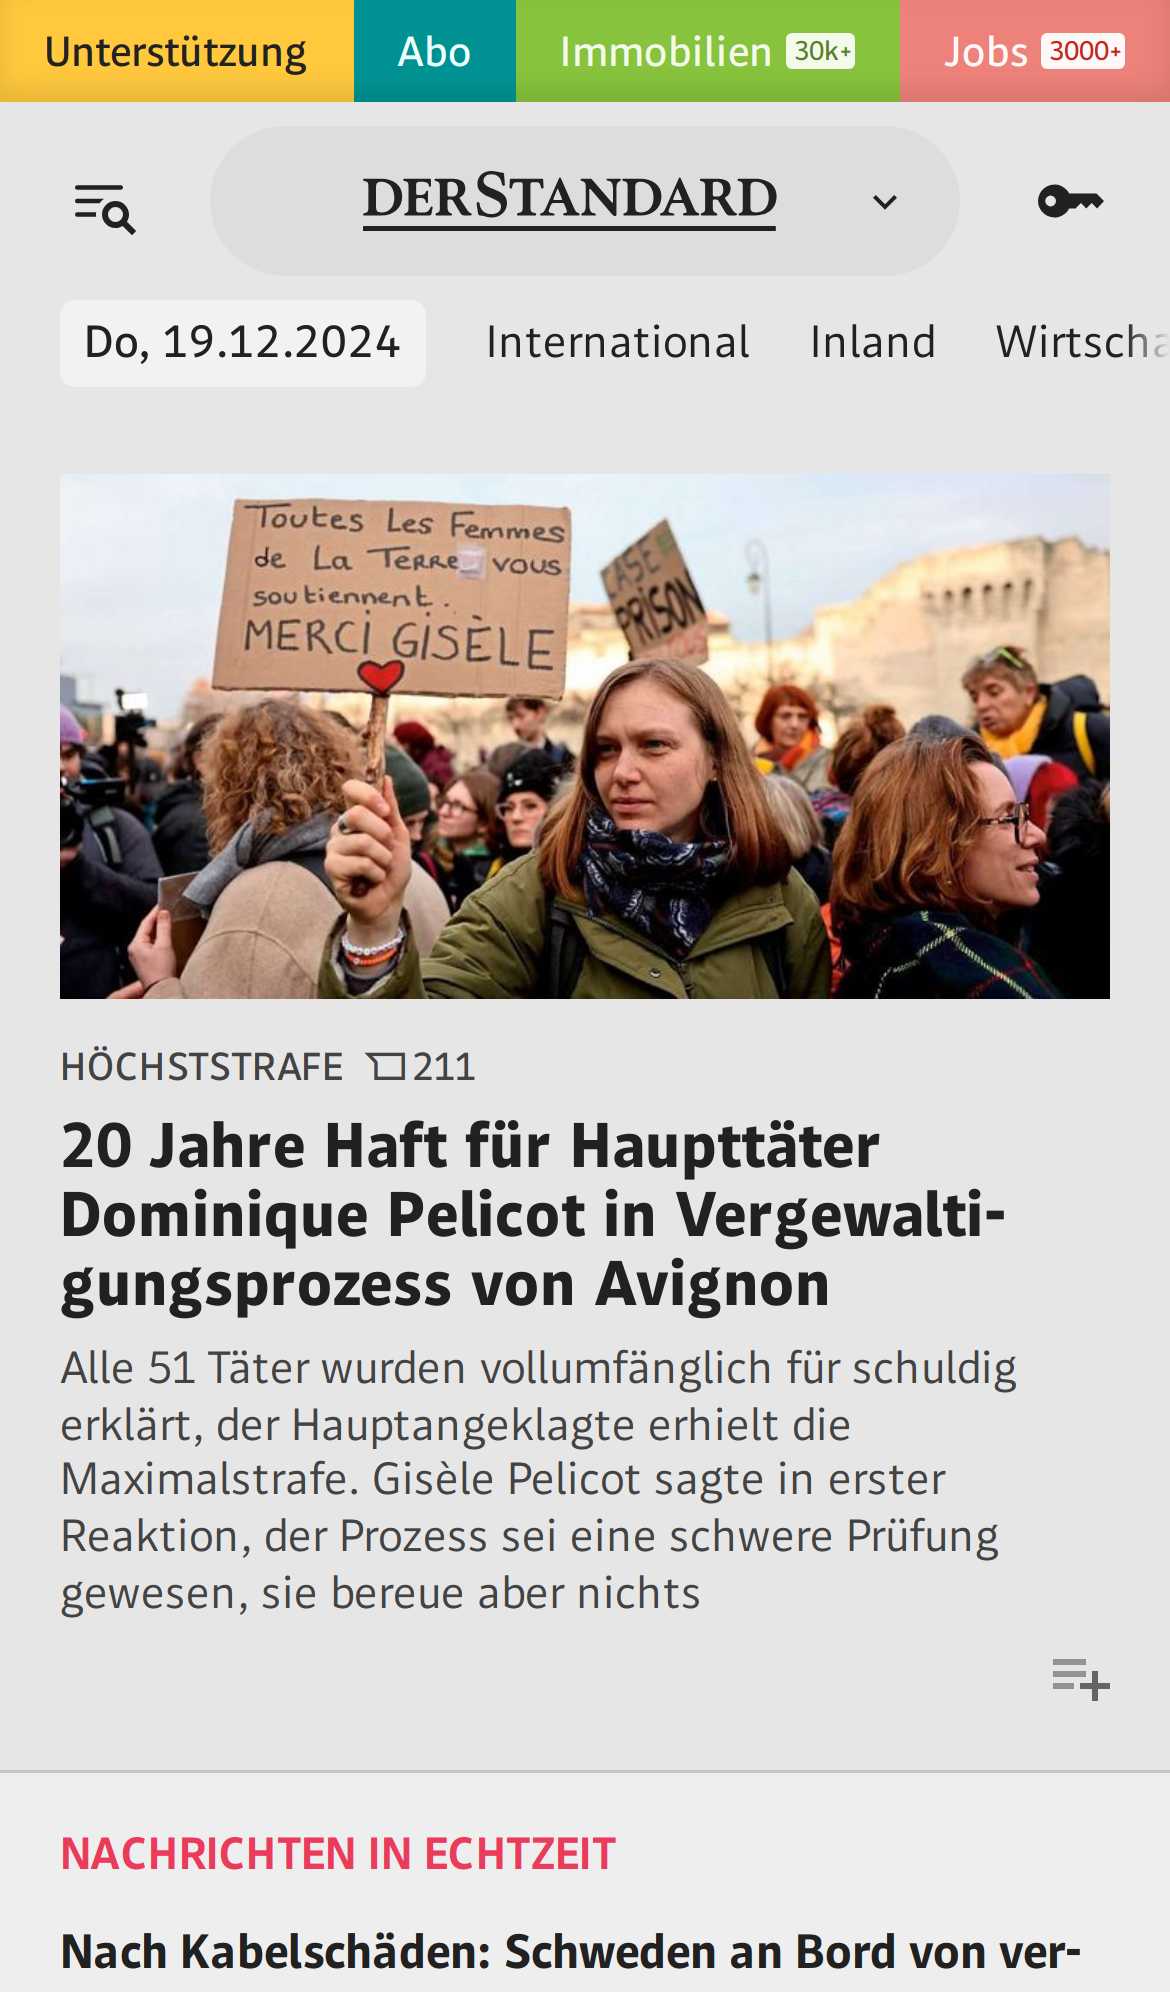 Unterstützung
Abo
Immobilien 30k+
Jobs 3000+
DERSTANDARD
Do, 19.12.2024
International
Inland
Wirtscha
Toutes Les Femmes
de La Terre vous
soutiennent.
MERCI GISÈLE
CASE
PRISON
HÖCHSTSTRAFE 211
20 Jahre Haft für Haupttäter
Dominique Pelicot in Vergewalti-
gungsprozess von Avignon
Alle 51 Täter wurden vollumfänglich für schuldig
erklärt, der Hauptangeklagte erhielt die
Maximalstrafe. Gisèle Pelicot sagte in erster
Reaktion, der Prozess sei eine schwere Prüfung
gewesen, sie bereue aber nichts
NACHRICHTEN IN ECHTZEIT
Nach Kabelschäden: Schweden an Bord von ver-